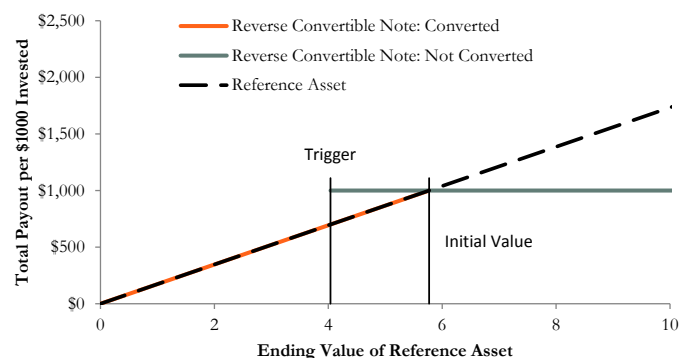 Total Payout per $1000 Invested
$2,500
$2,000
$1,500
$1,000
$500
$0
Reverse Convertible Note: Converted
Reverse Convertible Note: Not Converted
Reference Asset
Trigger
Initial Value
0 2 4 6 8 10
Ending Value of Reference Asset